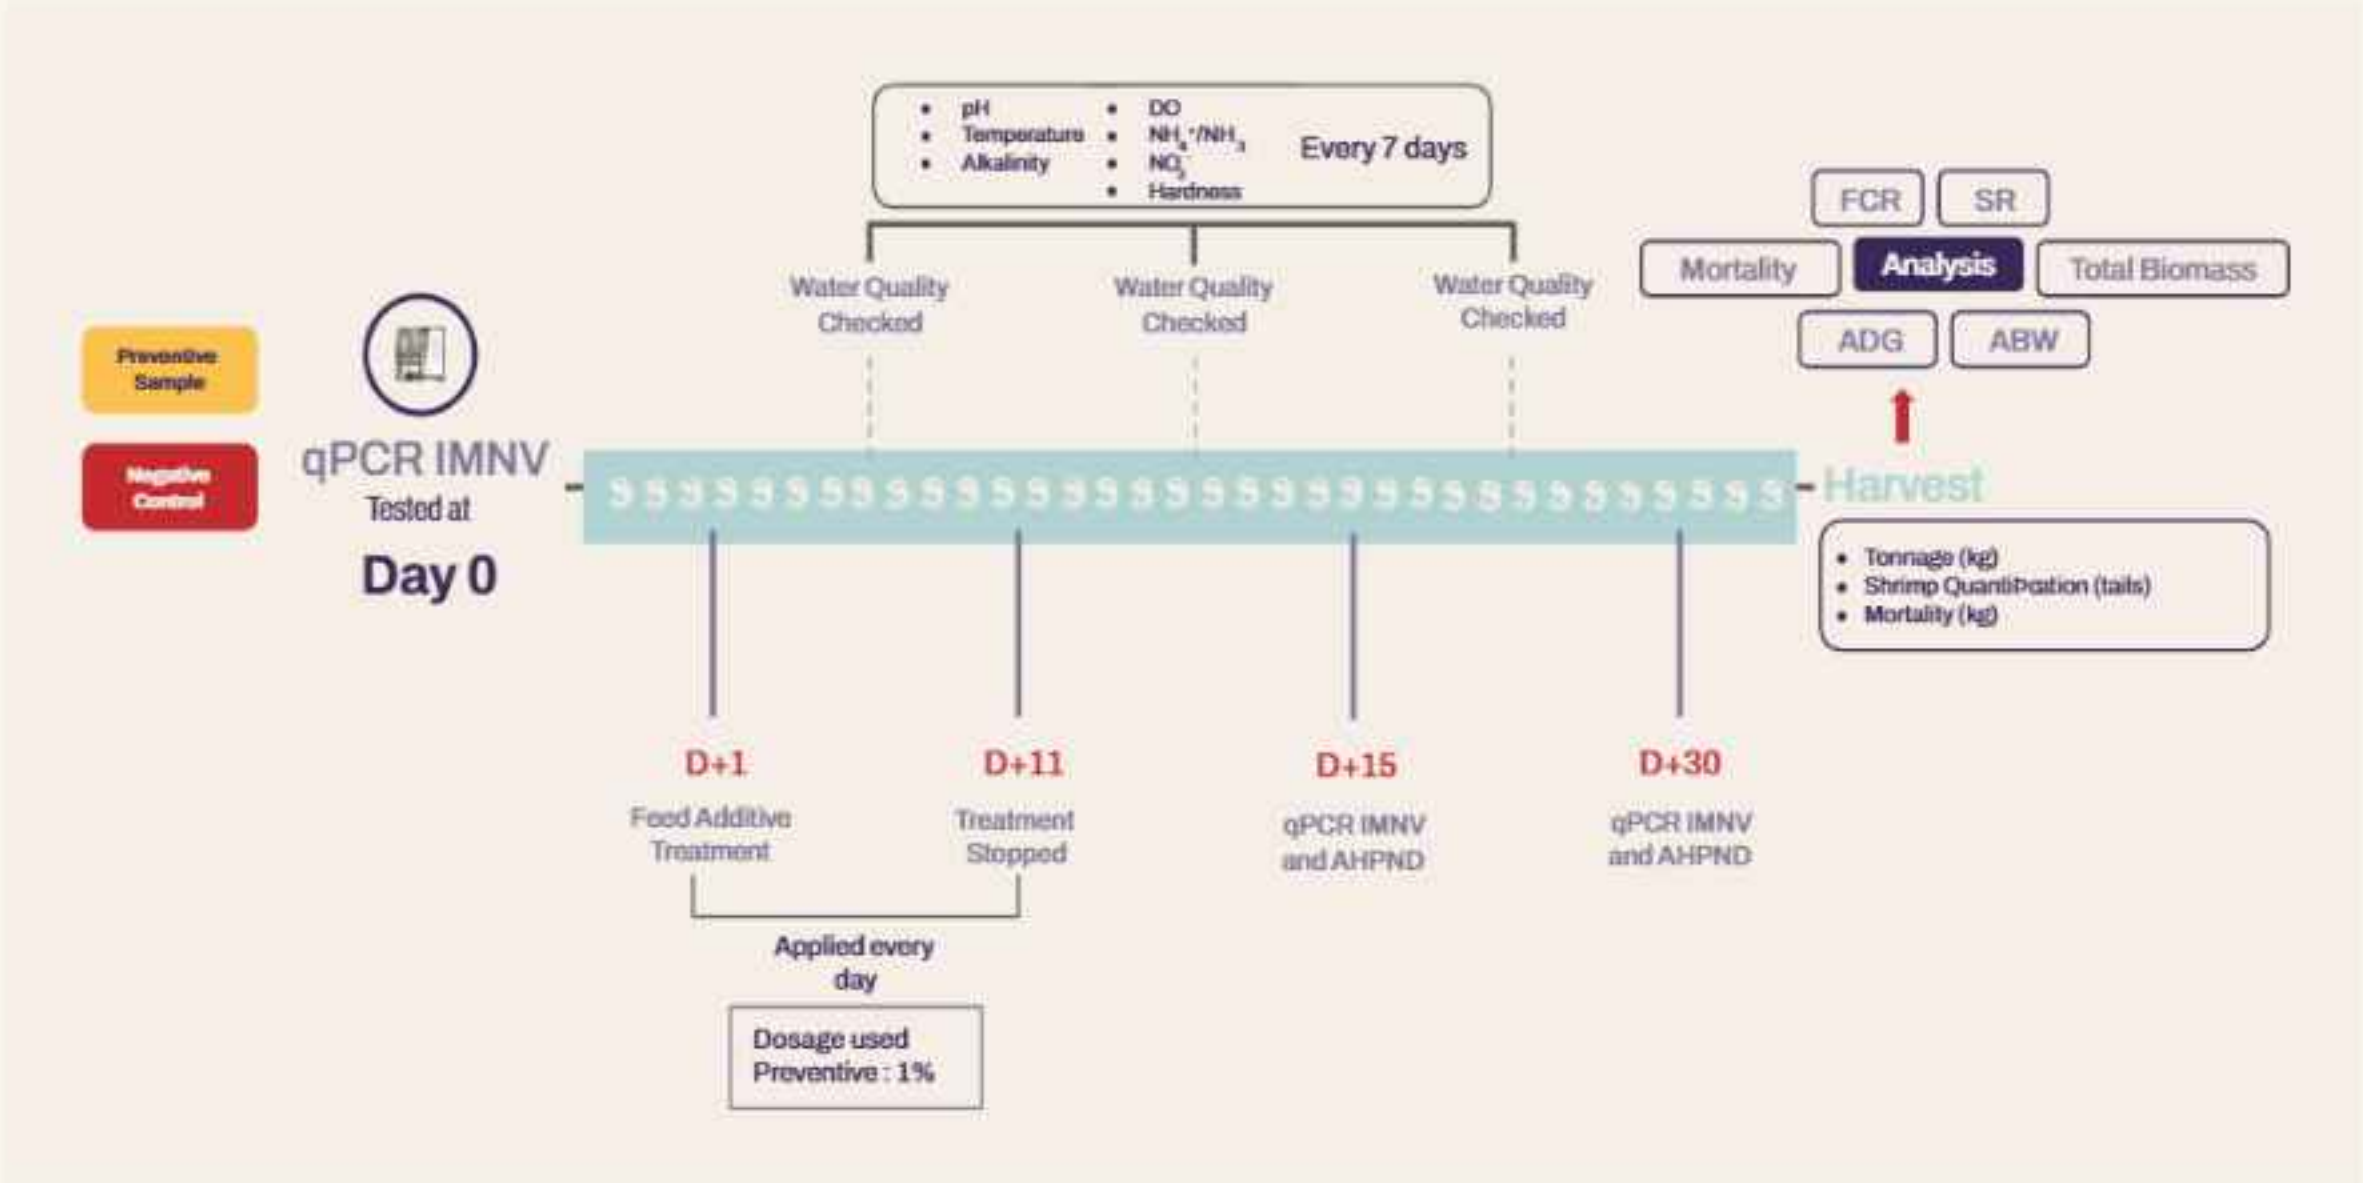 pH
Temperature
Alkalinity
DO
NH₄⁺/NH₃
Hardness
Every 7 days
Water Quality
Checked
Water Quality
Checked
Water Quality
Checked
FCR
SR
Mortality
Analysis
Total Biomass
ADG
ABW
Preventive
Sample
Negative
Control
qPCR IMNV
Tested at
Day 0
Harvest
Tonnage (kg)
Shrimp QuantiÞcation (tails)
Mortality (kg)
D+1
Feed Additive
Treatment
D+11
Treatment
Stopped
D+15
qPCR IMNV
and AHPND
D+30
qPCR IMNV
and AHPND
Applied every
day
Dosage used
Preventive : 1%